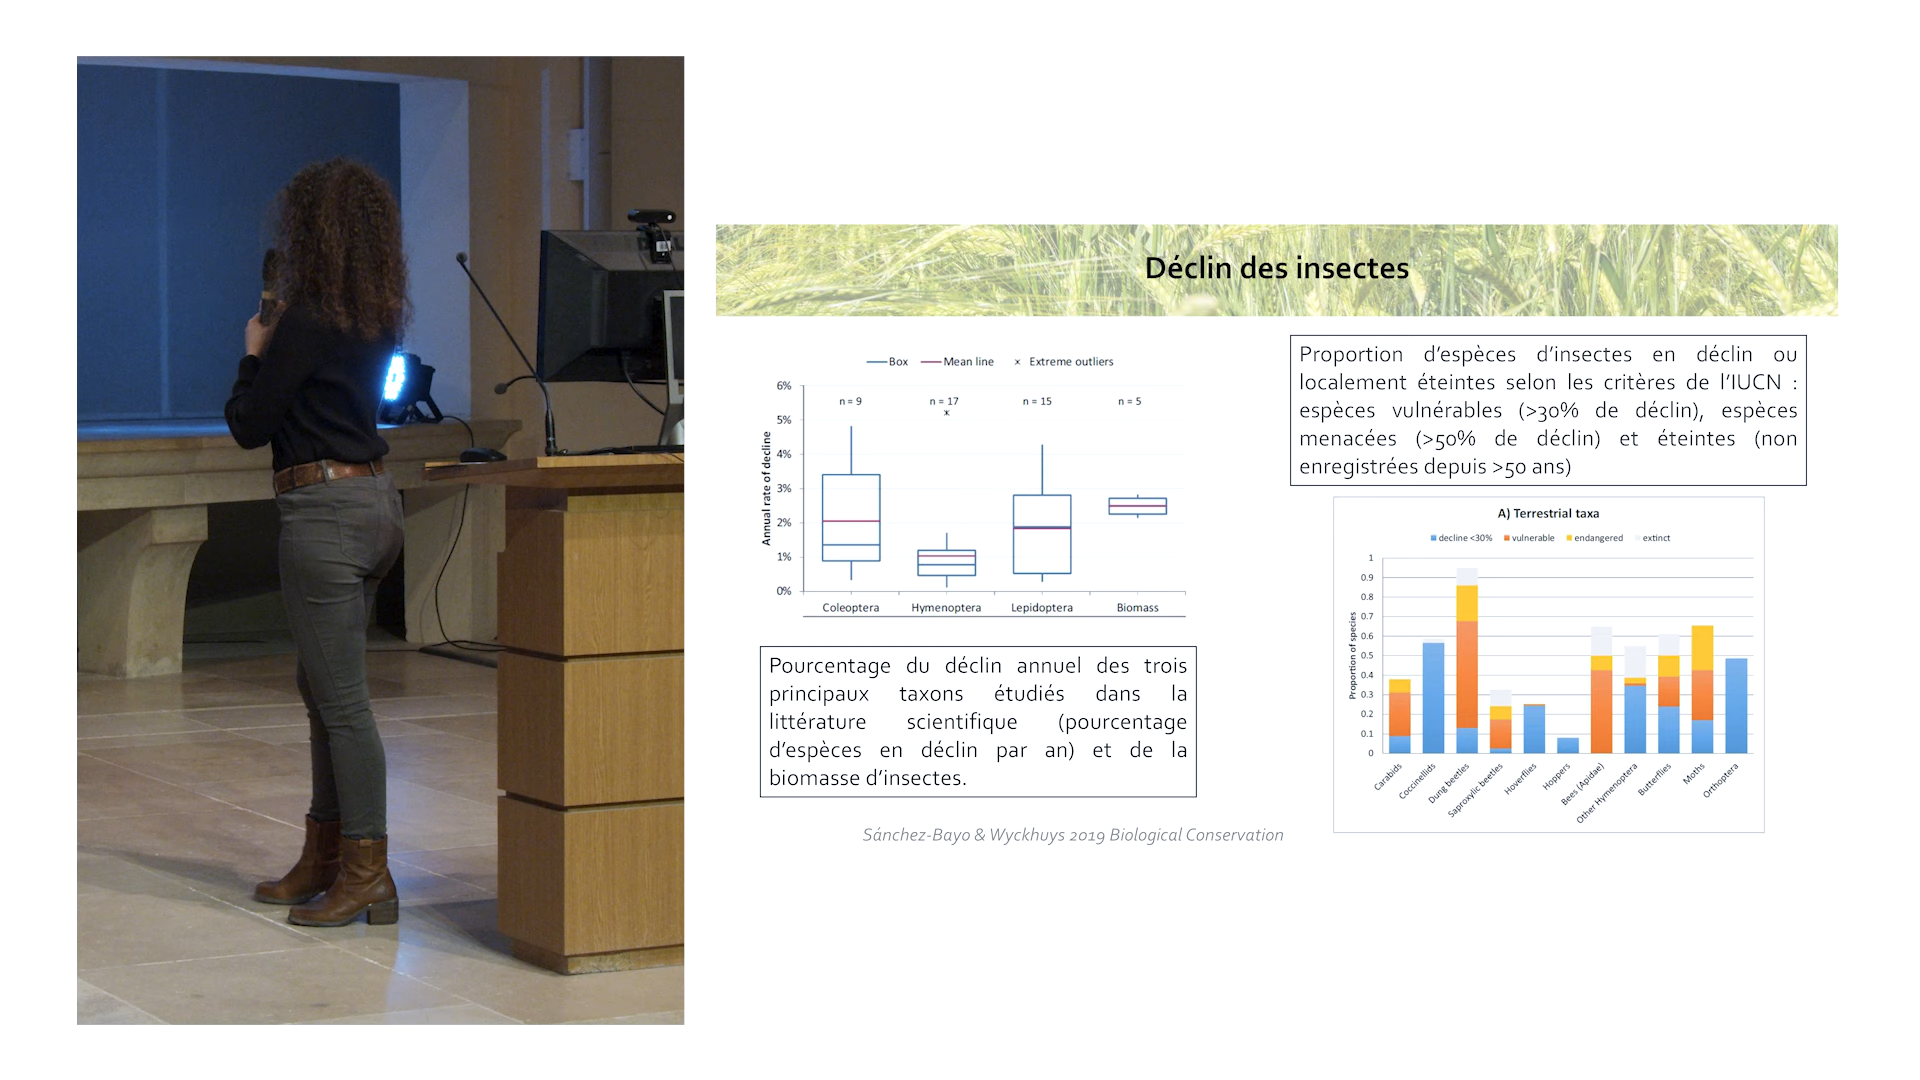 Déclin des insectes
Box
Mean line
Extreme outliers
6%
5%
4%
3%
2%
1%
0%
Annual rate of decline
n = 9
n = 17
n = 15
n = 5
Coleoptera
Hymenoptera
Lepidoptera
Biomass
Pourcentage du déclin annuel des trois
principaux taxons étudiés dans la
littérature scientifique (pourcentage
d'espèces en déclin par an) et de la
biomasse d'insectes.
Sánchez-Bayo & Wyckhuys 2019 Biological Conservation
Proportion d'espèces d'insectes en déclin ou
localement éteintes selon les critères de l'IUCN :
espèces vulnérables (>30% de déclin), espèces
menacées (>50% de déclin) et éteintes (non
enregistrées depuis >50 ans)
A) Terrestrial taxa
decline <30%
vulnerable
endangered
extinct
1
0.9
0.8
0.7
0.6
0.5
0.4
0.3
0.2
0.1
0
Proportion of species
Carabids
Coccinellids
Dung beetles
Saproxylic beetles
Hoverflies
Hoppers
Bees (Apidae)
Other Hymenoptera
Butterflies
Moths
Orthoptera